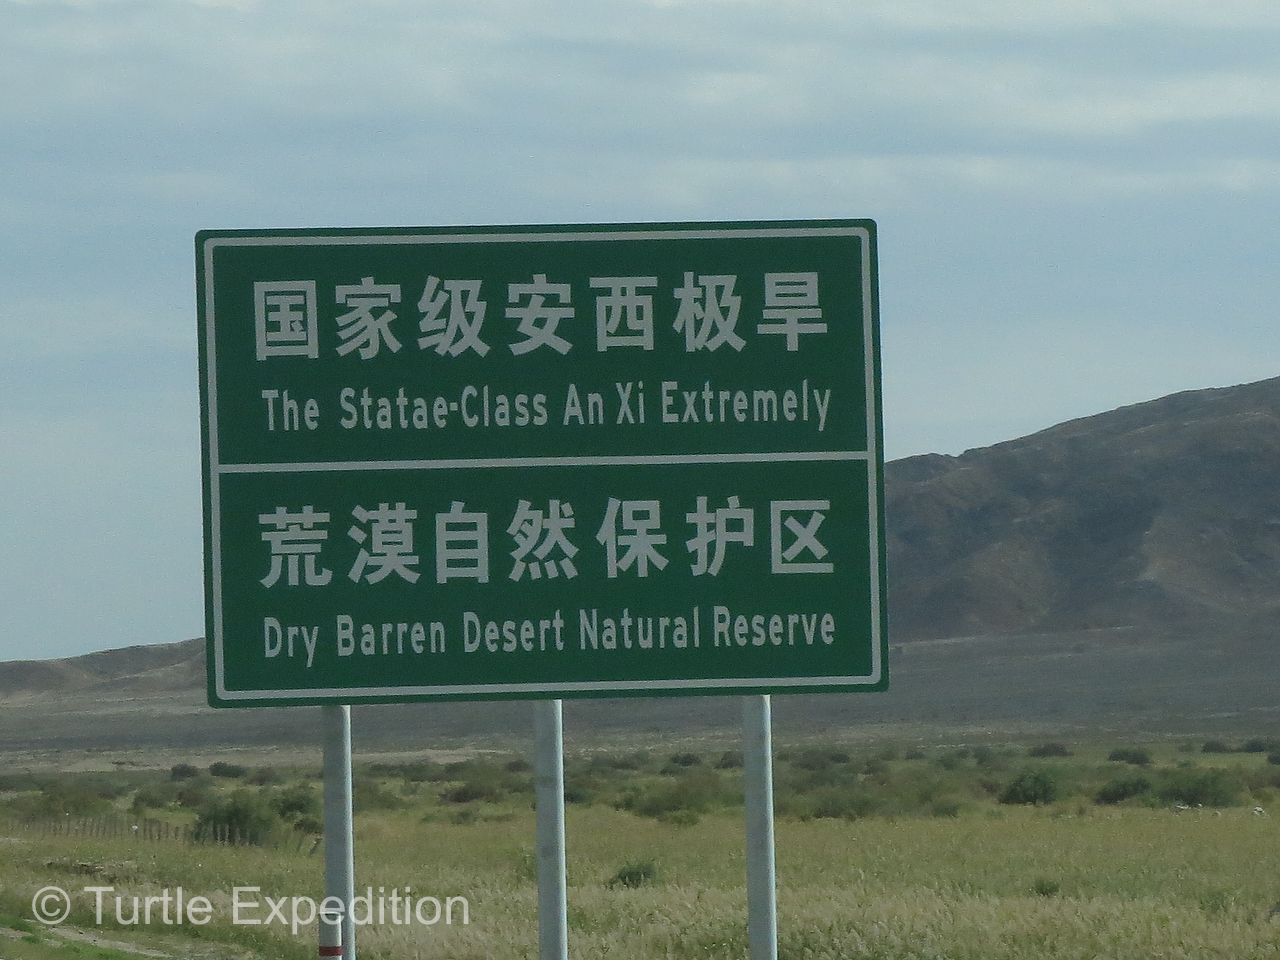 国家级安西极旱
The Statae-Class An Xi Extremely
荒漠自然保护区
Dry Barren Desert Natural Reserve
© Turtle Expedition